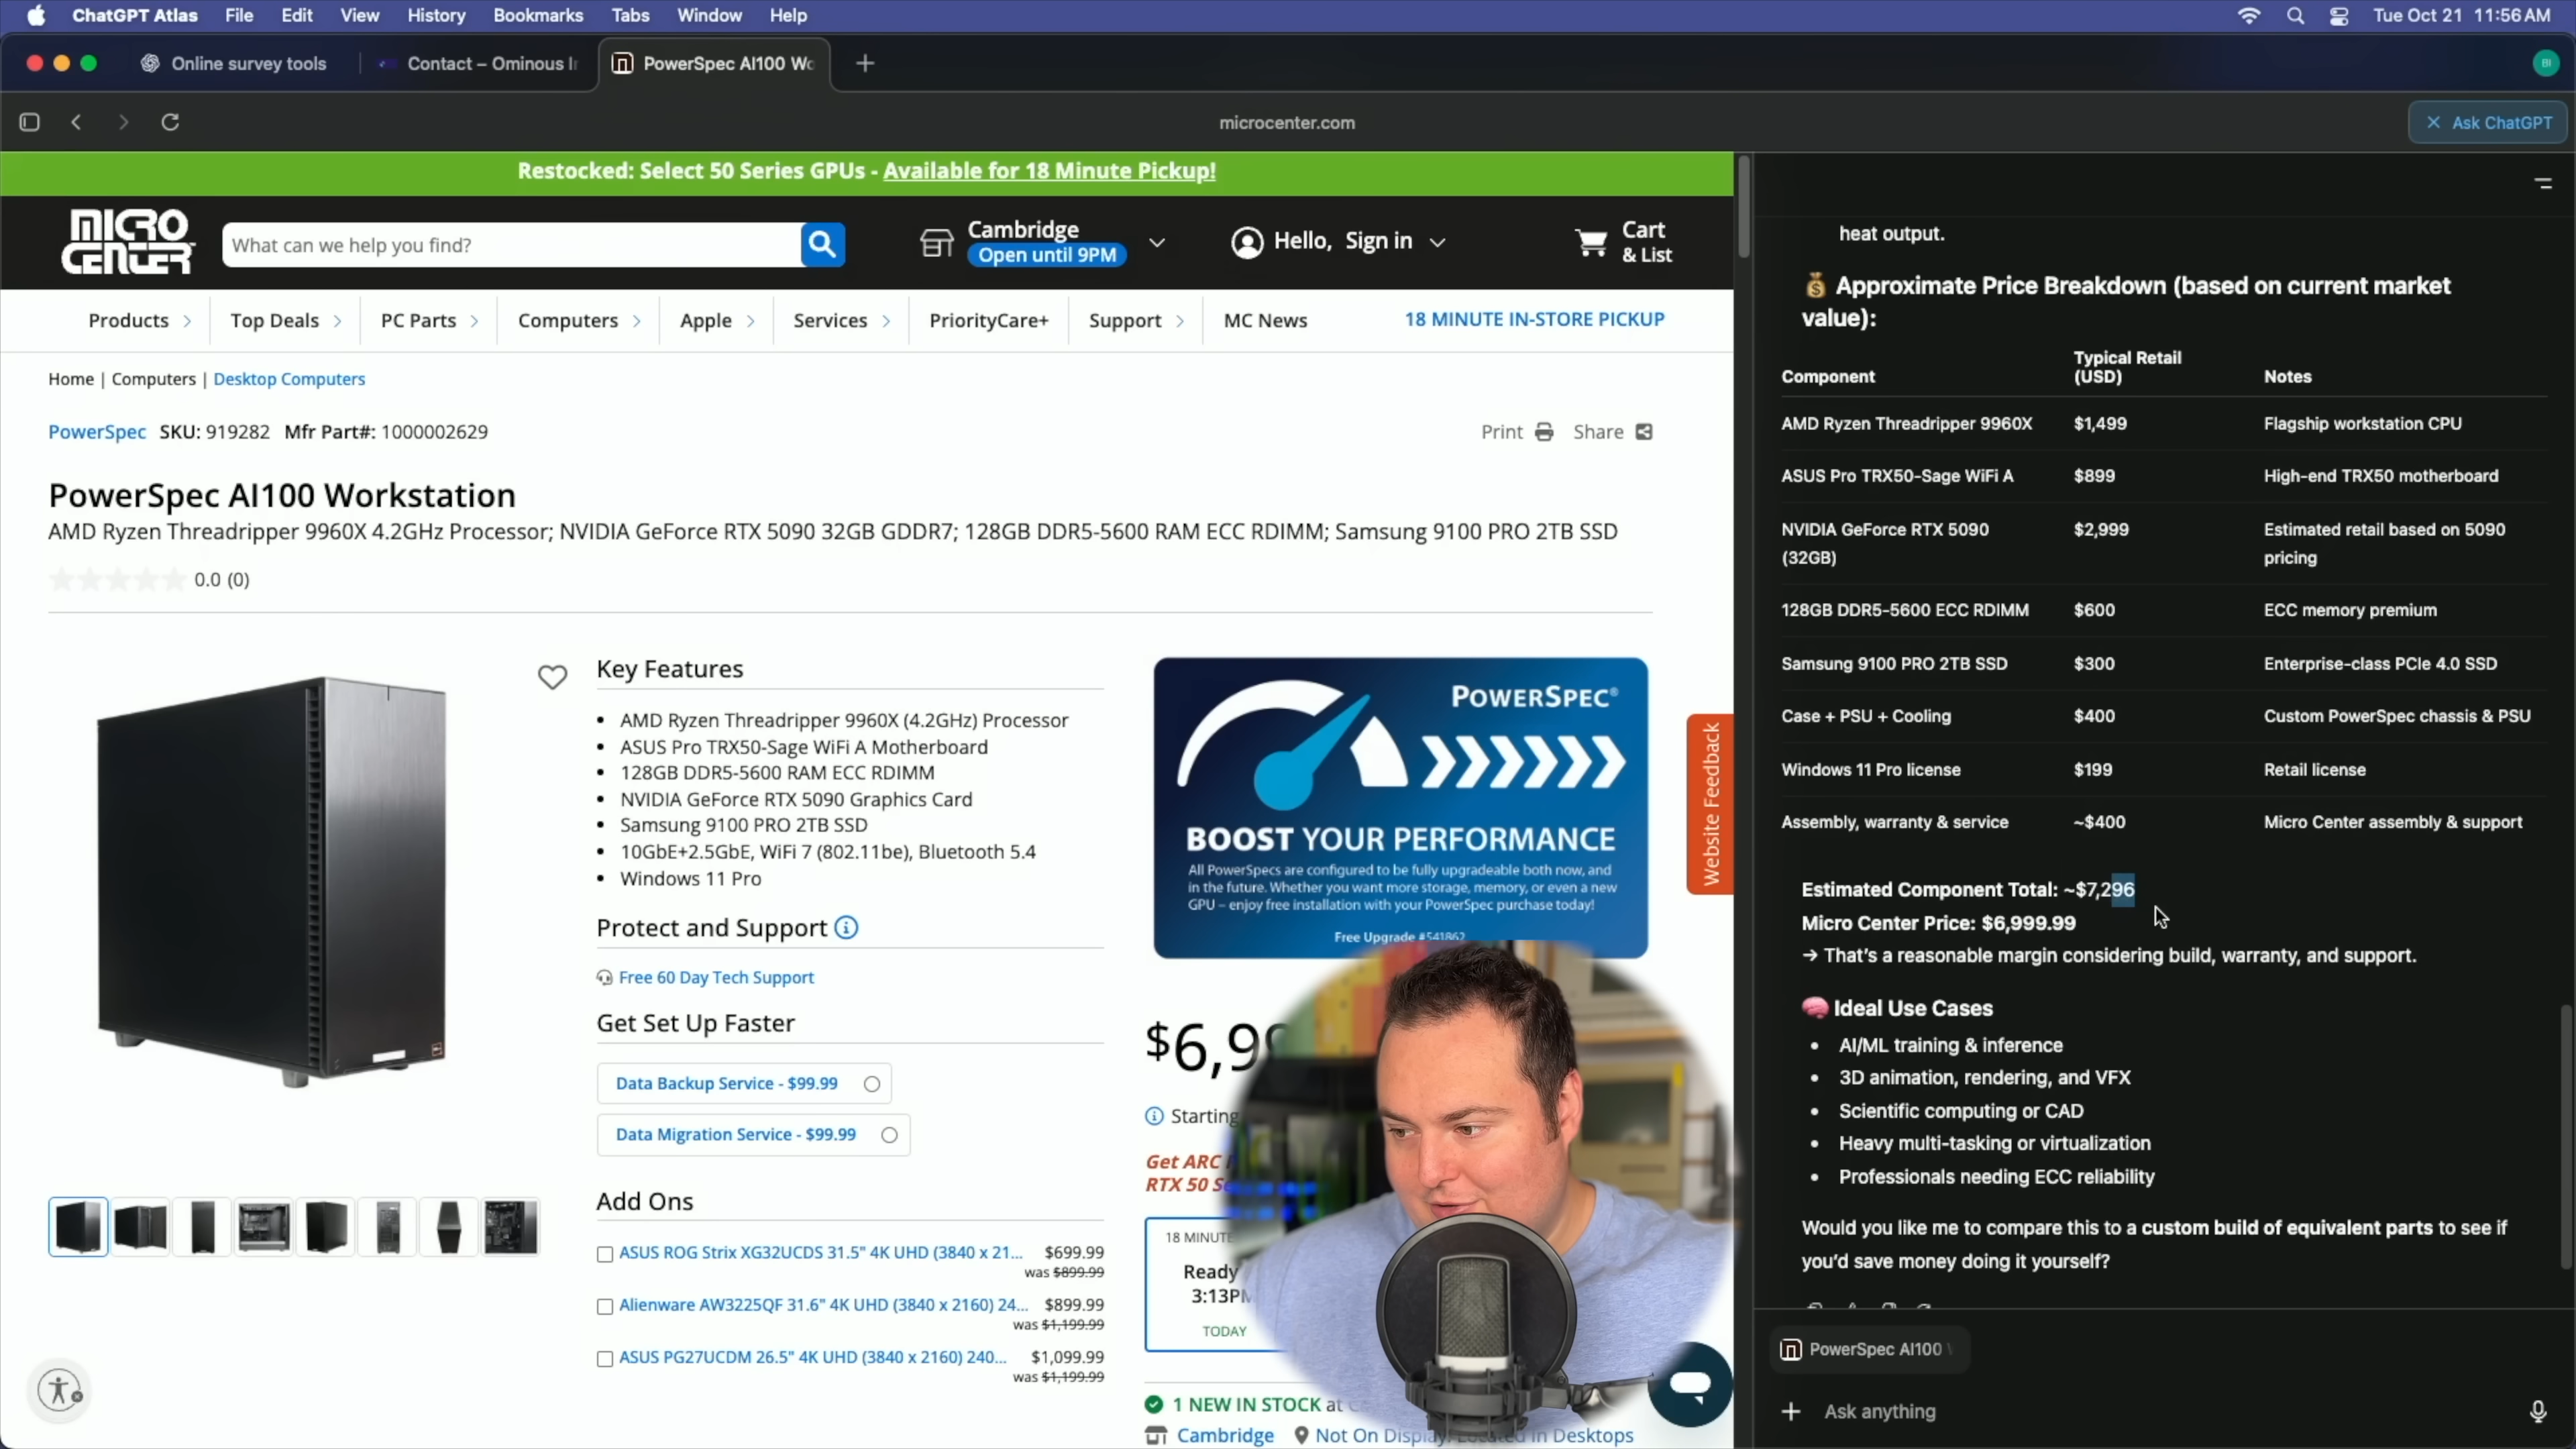 ChatGPT Atlas File Edit View History Bookmarks Tabs Window Help Tue Oct 21 11:56 AM
Online survey tools Contact – Ominous PowerSpec AI100
BI
microcenter.com Ask ChatGPT
Restocked: Select 50 Series GPUs - Available for 18 Minute Pickup!
MICRO CENTER What can we help you find? Cambridge Open until 9PM Hello, Sign in Cart & List
Products Top Deals PC Parts Computers Apple Services PriorityCare+ Support MC News 18 MINUTE IN-STORE PICKUP
Home | Computers | Desktop Computers
PowerSpec SKU: 919282 Mfr Part#: 1000002629 Print Share
PowerSpec AI100 Workstation
AMD Ryzen Threadripper 9960X 4.2GHz Processor; NVIDIA GeForce RTX 5090 32GB GDDR7; 128GB DDR5-5600 RAM ECC RDIMM; Samsung 9100 PRO 2TB SSD
0.0 (0)
Key Features
• AMD Ryzen Threadripper 9960X (4.2GHz) Processor
• ASUS Pro TRX50-Sage WiFi A Motherboard
• 128GB DDR5-5600 RAM ECC RDIMM
• NVIDIA GeForce RTX 5090 Graphics Card
• Samsung 9100 PRO 2TB SSD
• 10GbE+2.5GbE, WiFi 7 (802.11be), Bluetooth 5.4
• Windows 11 Pro
Protect and Support
Free 60 Day Tech Support
Get Set Up Faster
Data Backup Service - $99.99
Data Migration Service - $99.99
Add Ons
ASUS ROG Strix XG32UCDS 31.5" 4K UHD (3840 x 21... $699.99
was $899.99
Alienware AW3225QF 31.6" 4K UHD (3840 x 2160) 24... $899.99
was $1,199.99
ASUS PG27UCDM 26.5" 4K UHD (3840 x 2160) 240... $1,099.99
was $1,199.99
POWERSPEC®
BOOST YOUR PERFORMANCE
All PowerSpecs are configured to be fully upgradeable both now, and
in the future. Whether you want more storage, memory, or even a new
GPU – enjoy free installation with your PowerSpec purchase today!
Free Upgrade #541862
Website Feedback
$6,9
Starting
Get ARC
RTX 50
18 MINUTE
Ready
3:13PM
TODAY
1 NEW IN STOCK at
Cambridge Not On Display. Located in Desktops
heat output.
💰 Approximate Price Breakdown (based on current market
value):
Component Typical Retail (USD) Notes
AMD Ryzen Threadripper 9960X $1,499 Flagship workstation CPU
ASUS Pro TRX50-Sage WiFi A $899 High-end TRX50 motherboard
NVIDIA GeForce RTX 5090 (32GB) $2,999 Estimated retail based on 5090 pricing
128GB DDR5-5600 ECC RDIMM $600 ECC memory premium
Samsung 9100 PRO 2TB SSD $300 Enterprise-class PCIe 4.0 SSD
Case + PSU + Cooling $400 Custom PowerSpec chassis & PSU
Windows 11 Pro license $199 Retail license
Assembly, warranty & service ~$400 Micro Center assembly & support
Estimated Component Total: ~$7,296
Micro Center Price: $6,999.99
→ That's a reasonable margin considering build, warranty, and support.
🧠 Ideal Use Cases
• AI/ML training & inference
• 3D animation, rendering, and VFX
• Scientific computing or CAD
• Heavy multi-tasking or virtualization
• Professionals needing ECC reliability
Would you like me to compare this to a custom build of equivalent parts to see if
you'd save money doing it yourself?
PowerSpec AI100
Ask anything